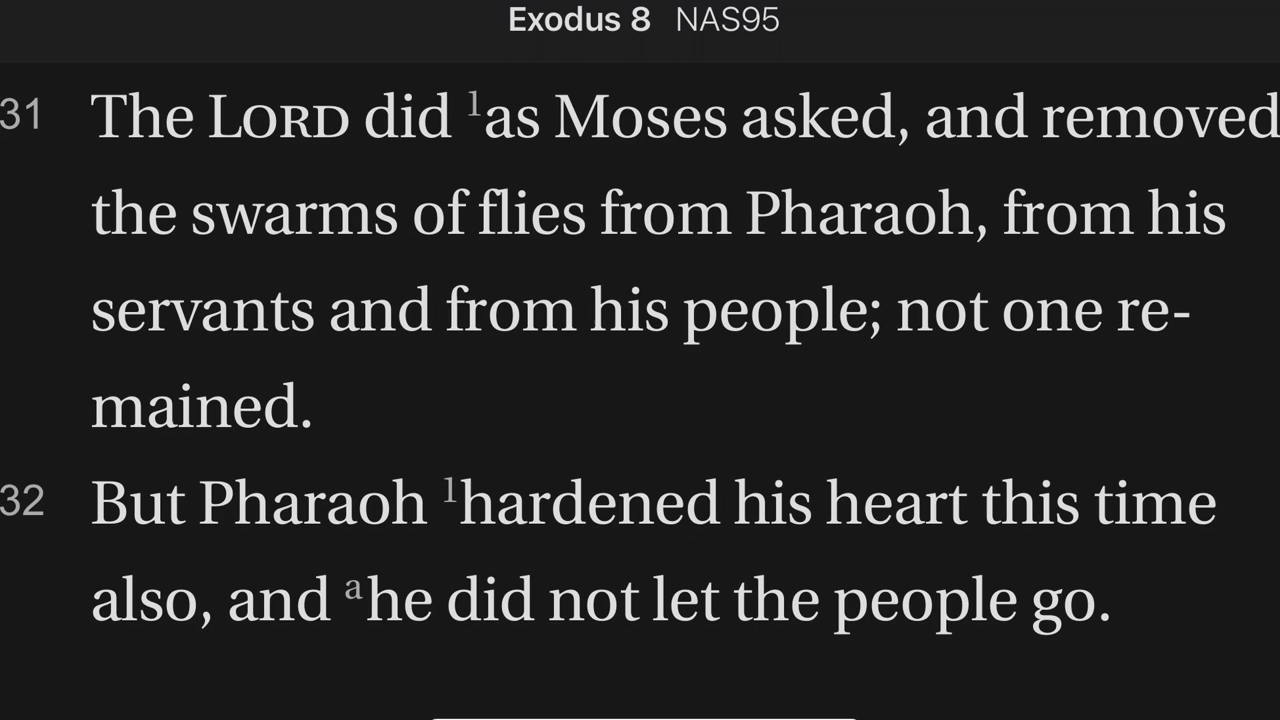 Exodus 8 NAS95
31 The LORD did 1as Moses asked, and removed
the swarms of flies from Pharaoh, from his
servants and from his people; not one re-
mained.
32 But Pharaoh 1hardened his heart this time
also, and ahe did not let the people go.